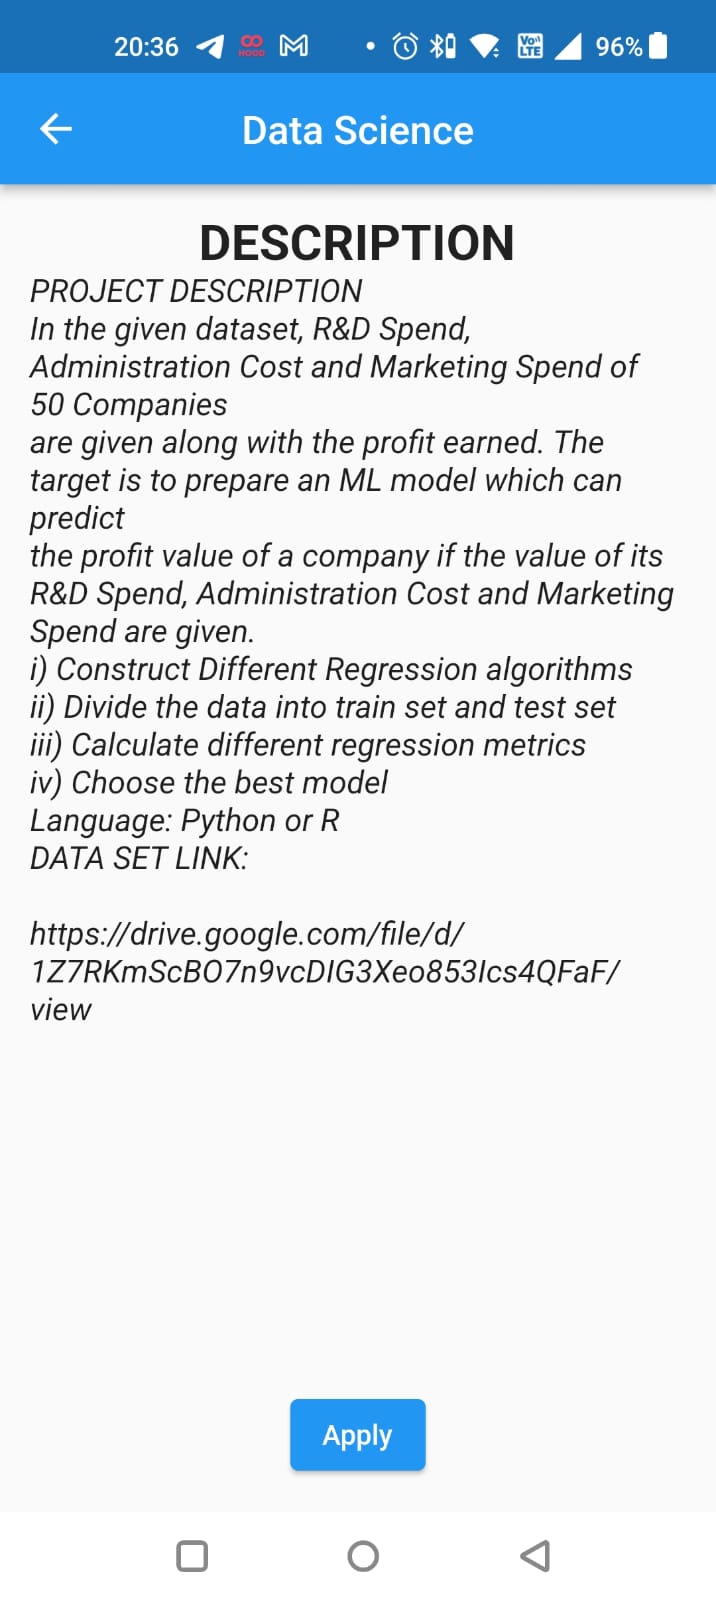 20:36 HOOD Vo)) LTE 96%
Data Science
DESCRIPTION
PROJECT DESCRIPTION
In the given dataset, R&D Spend,
Administration Cost and Marketing Spend of
50 Companies
are given along with the profit earned. The
target is to prepare an ML model which can
predict
the profit value of a company if the value of its
R&D Spend, Administration Cost and Marketing
Spend are given.
i) Construct Different Regression algorithms
ii) Divide the data into train set and test set
iii) Calculate different regression metrics
iv) Choose the best model
Language: Python or R
DATA SET LINK:
https://drive.google.com/file/d/
1Z7RKmScBO7n9vcDIG3Xeo853Ics4QFaF/
view
Apply